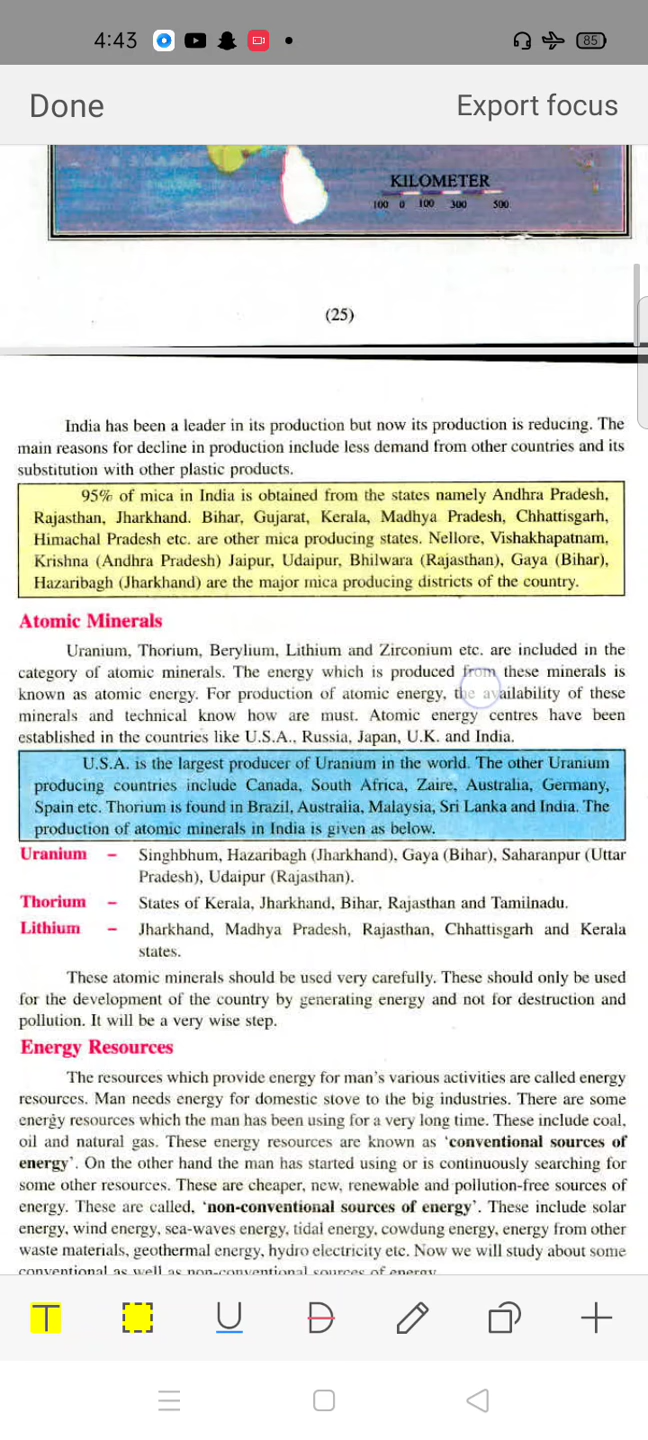 4:43
85
Done
Export focus
KILOMETER
100 0 100 300 500
(25)
India has been a leader in its production but now its production is reducing. The
main reasons for decline in production include less demand from other countries and its
substitution with other plastic products.
95% of mica in India is obtained from the states namely Andhra Pradesh,
Rajasthan, Jharkhand. Bihar, Gujarat, Kerala, Madhya Pradesh, Chhattisgarh,
Himachal Pradesh etc. are other mica producing states. Nellore, Vishakhapatnam,
Krishna (Andhra Pradesh) Jaipur, Udaipur, Bhilwara (Rajasthan), Gaya (Bihar),
Hazaribagh (Jharkhand) are the major mica producing districts of the country.
Atomic Minerals
Uranium, Thorium, Berylium, Lithium and Zirconium etc. are included in the
category of atomic minerals. The energy which is produced from these minerals is
known as atomic energy. For production of atomic energy, the availability of these
minerals and technical know how are must. Atomic energy centres have been
established in the countries like U.S.A., Russia, Japan, U.K. and India.
U.S.A. is the largest producer of Uranium in the world. The other Uranium
producing countries include Canada, South Africa, Zaire, Australia, Germany,
Spain etc. Thorium is found in Brazil, Australia, Malaysia, Sri Lanka and India. The
production of atomic minerals in India is given as below.
Uranium – Singhbhum, Hazaribagh (Jharkhand), Gaya (Bihar), Saharanpur (Uttar
Pradesh), Udaipur (Rajasthan).
Thorium – States of Kerala, Jharkhand, Bihar, Rajasthan and Tamilnadu.
Lithium – Jharkhand, Madhya Pradesh, Rajasthan, Chhattisgarh and Kerala
states.
These atomic minerals should be used very carefully. These should only be used
for the development of the country by generating energy and not for destruction and
pollution. It will be a very wise step.
Energy Resources
The resources which provide energy for man's various activities are called energy
resources. Man needs energy for domestic stove to the big industries. There are some
energy resources which the man has been using for a very long time. These include coal,
oil and natural gas. These energy resources are known as 'conventional sources of
energy'. On the other hand the man has started using or is continuously searching for
some other resources. These are cheaper, new, renewable and pollution-free sources of
energy. These are called, 'non-conventional sources of energy'. These include solar
energy, wind energy, sea-waves energy, tidal energy, cowdung energy, energy from other
waste materials, geothermal energy, hydro electricity etc. Now we will study about some
conventional as well as non-conventional sources of energy